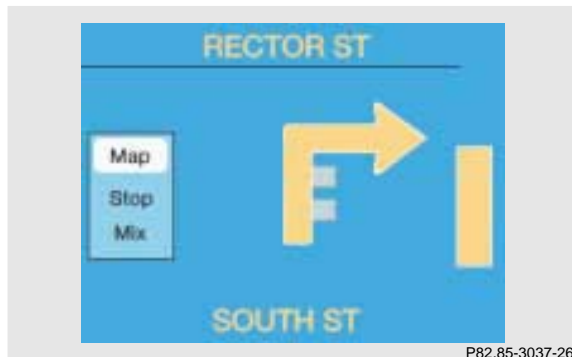 RECTOR ST
Map
Stop
Mix
SOUTH ST
P82.85-3037-26